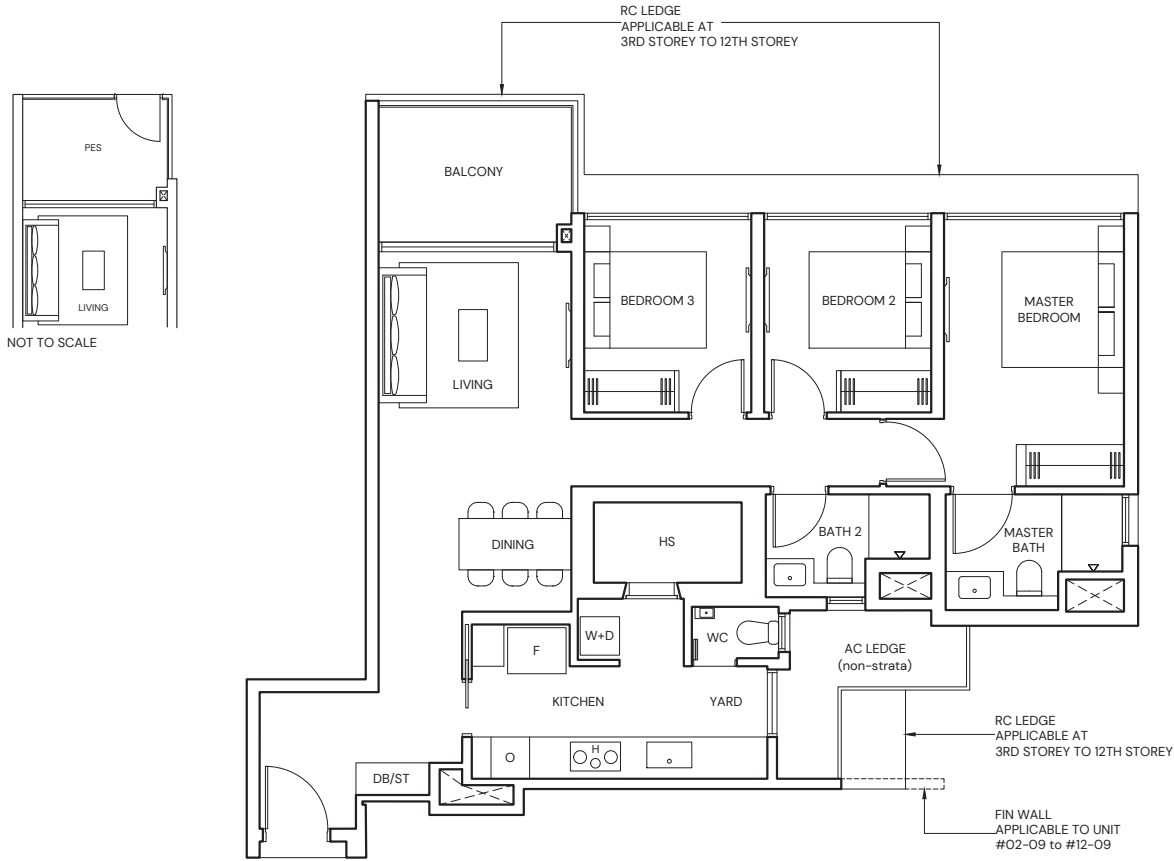 RC LEDGE
APPLICABLE AT
3RD STOREY TO 12TH STOREY
PES
LIVING
NOT TO SCALE
BALCONY
BEDROOM 3
BEDROOM 2
MASTER
BEDROOM
LIVING
DINING
HS
BATH 2
MASTER
BATH
W+D
WC
F
AC LEDGE
(non-strata)
KITCHEN
YARD
RC LEDGE
APPLICABLE AT
3RD STOREY TO 12TH STOREY
O
H
DB/ST
FIN WALL
APPLICABLE TO UNIT
#02-09 to #12-09